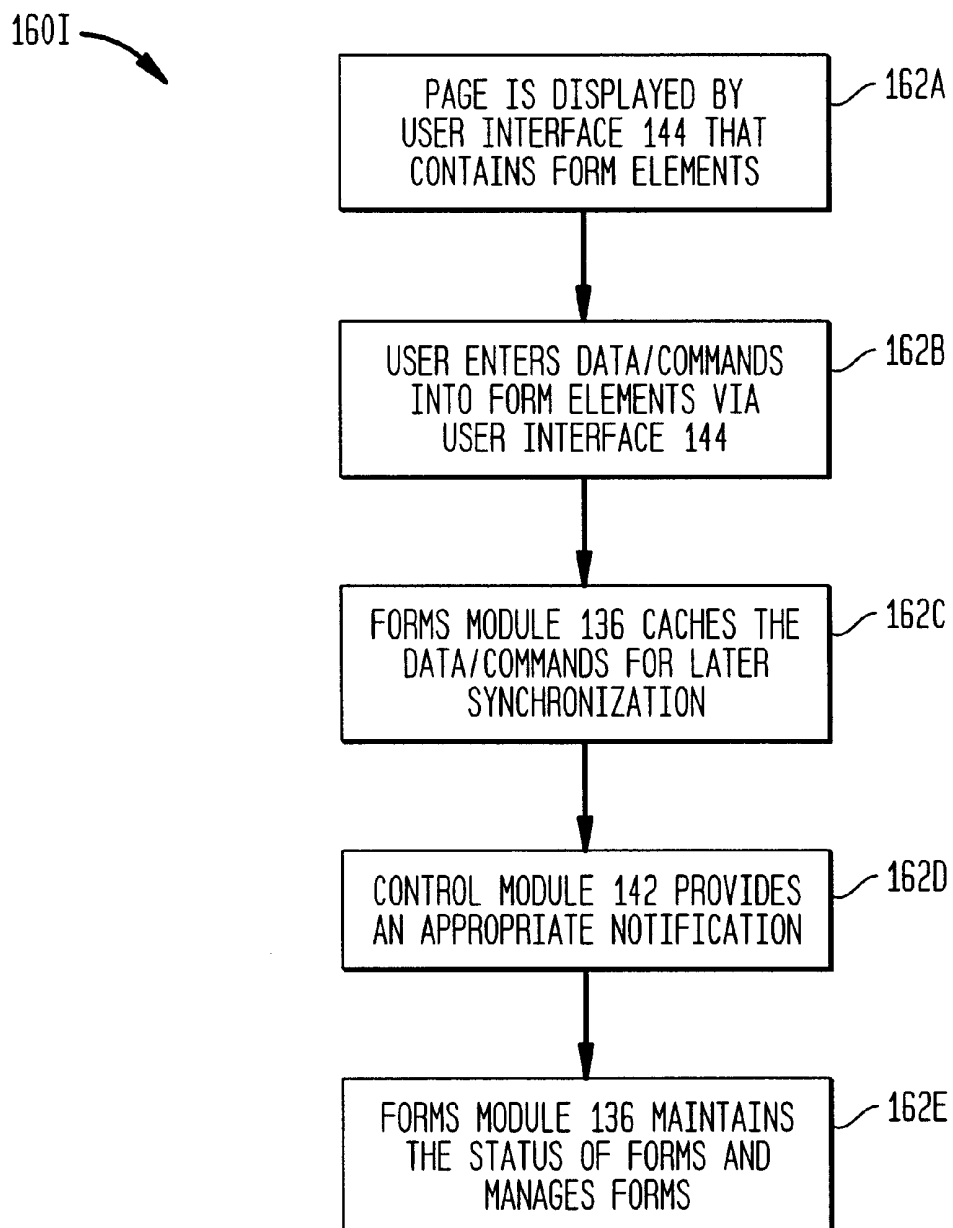 160I
PAGE IS DISPLAYED BY
USER INTERFACE 144 THAT
CONTAINS FORM ELEMENTS
162A
USER ENTERS DATA/COMMANDS
INTO FORM ELEMENTS VIA
USER INTERFACE 144
162B
FORMS MODULE 136 CACHES THE
DATA/COMMANDS FOR LATER
SYNCHRONIZATION
162C
CONTROL MODULE 142 PROVIDES
AN APPROPRIATE NOTIFICATION
162D
FORMS MODULE 136 MAINTAINS
THE STATUS OF FORMS AND
MANAGES FORMS
162E